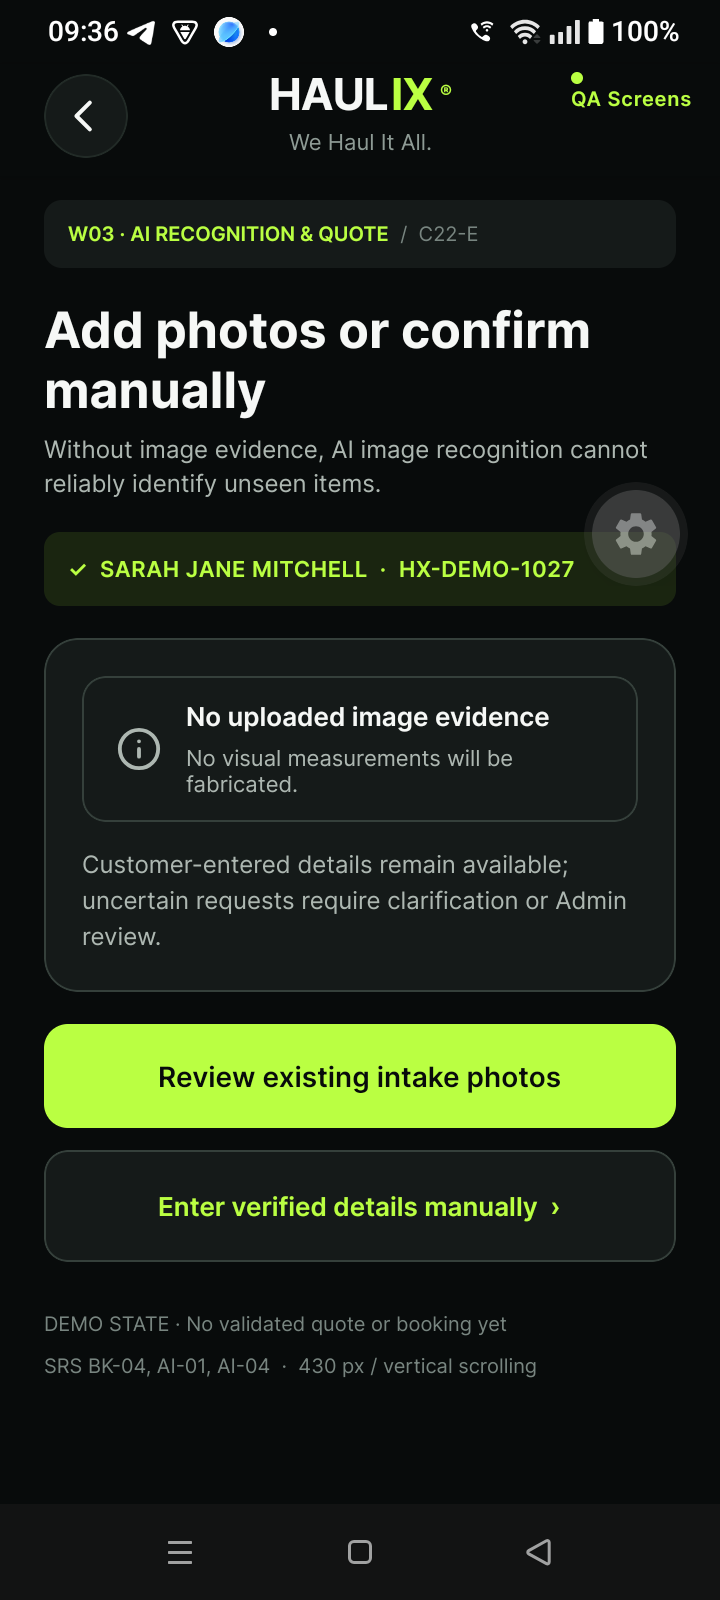 09:36
100%
HAULIX ®
We Haul It All.
QA Screens
W03 · AI RECOGNITION & QUOTE / C22-E
Add photos or confirm
manually
Without image evidence, AI image recognition cannot
reliably identify unseen items.
✓ SARAH JANE MITCHELL · HX-DEMO-1027
No uploaded image evidence
No visual measurements will be
fabricated.
Customer-entered details remain available;
uncertain requests require clarification or Admin
review.
Review existing intake photos
Enter verified details manually ›
DEMO STATE · No validated quote or booking yet
SRS BK-04, AI-01, AI-04 · 430 px / vertical scrolling